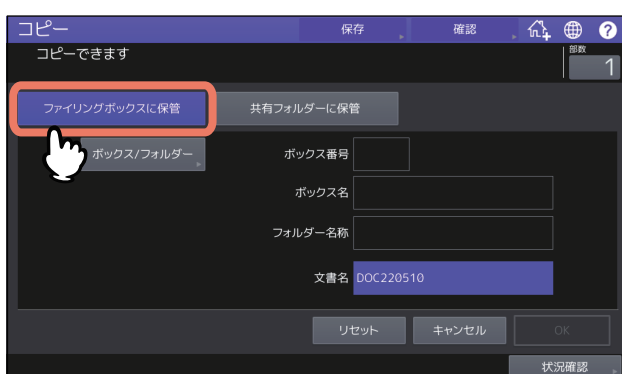 コピー 保存 確認 ?
コピーできます 部数
1
ファイリングボックスに保管 共有フォルダーに保管
ボックス/フォルダー ボックス番号
ボックス名
フォルダー名称
文書名 DOC220510
リセット キャンセル OK
状況確認